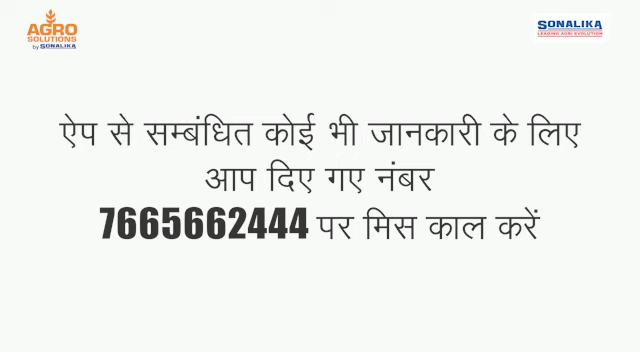 AGRO
SOLUTIONS
by SONALIKA
SONALIKA
LEADING AGRI EVOLUTION
ऐप से सम्बंधित कोई भी जानकारी के लिए
आप दिए गए नंबर
7665662444 पर मिस काल करें